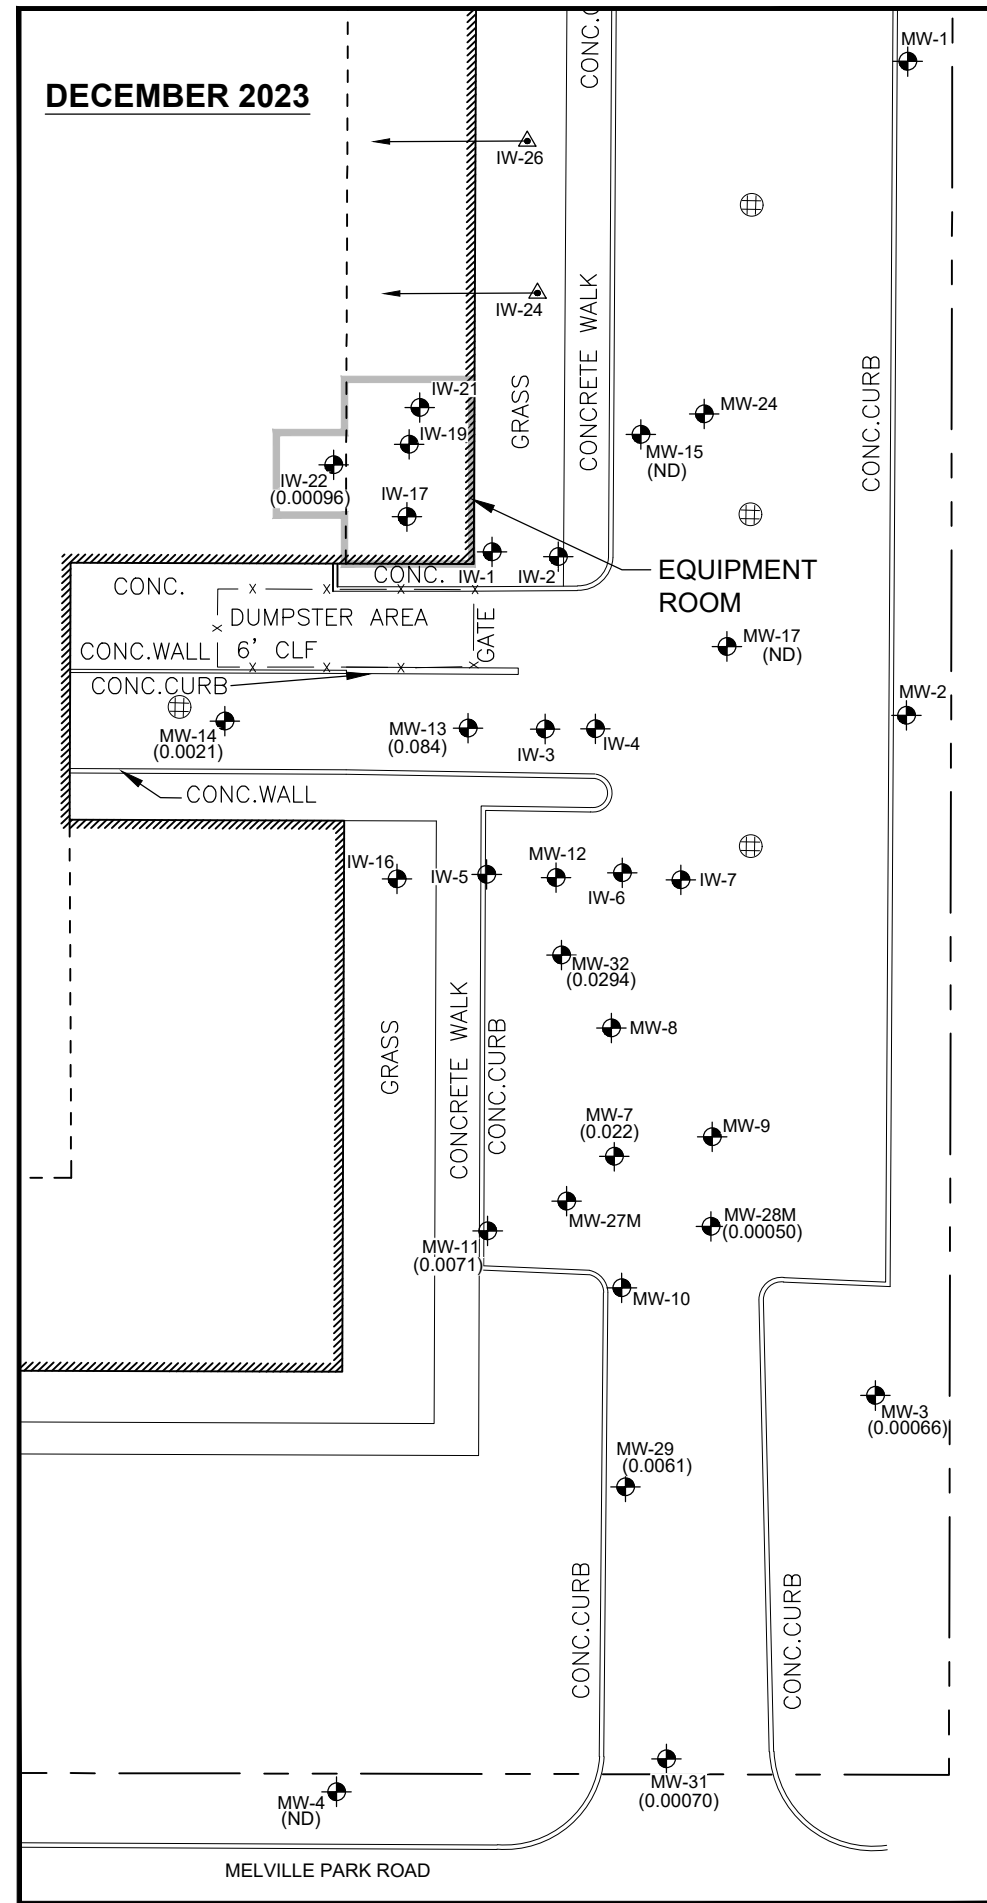 CONC.C
MW-1
DECEMBER 2023
IW-26
IW-24
CONCRETE WALK
GRASS
CONC.CURB
IW-21
MW-24
IW-19
MW-15
(ND)
IW-22
(0.00096)
IW-17
IW-1
IW-2
EQUIPMENT
ROOM
CONC.
CONC.
DUMPSTER AREA
GATE
CONC.WALL
6' CLF
MW-17
(ND)
CONC.CURB
MW-2
MW-14
(0.0021)
MW-13
(0.084)
IW-3
IW-4
CONC.WALL
IW-16
IW-5
MW-12
IW-6
IW-7
MW-32
(0.0294)
GRASS
CONCRETE WALK
CONC.CURB
MW-8
MW-7
(0.022)
MW-9
MW-27M
MW-28M
(0.00050)
MW-11
(0.0071)
MW-10
MW-3
(0.00066)
MW-29
(0.0061)
CONC.CURB
CONC.CURB
MW-31
(0.00070)
MW-4
(ND)
MELVILLE PARK ROAD